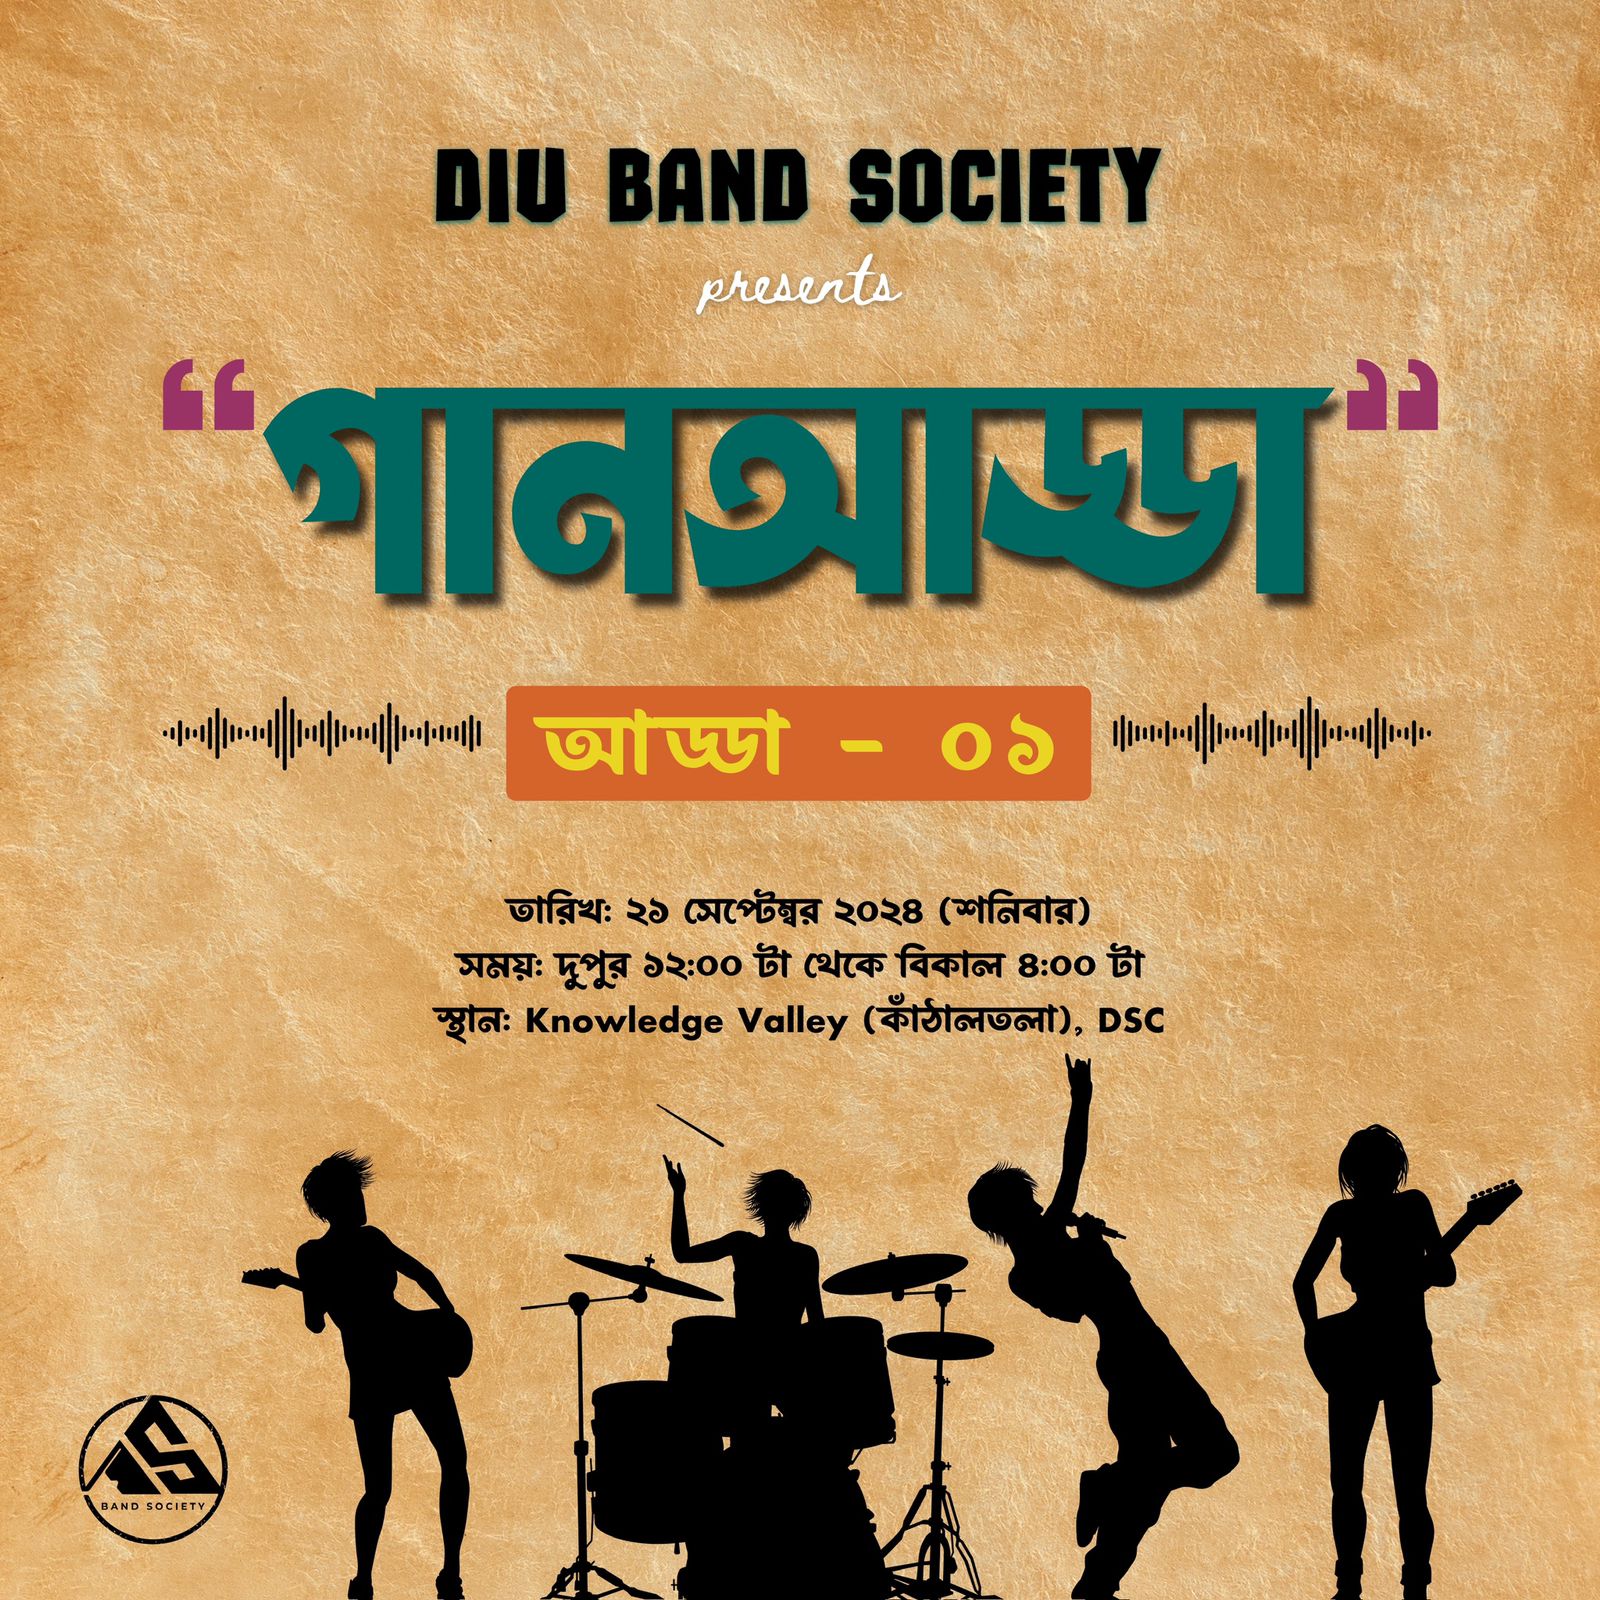 DIU BAND SOCIETY
presents
“গানআড্ডা”
আড্ডা - ০১
তারিখ: ২১ সেপ্টেম্বর ২০২৪ (শনিবার)
সময়: দুপুর ১২:০০ টা থেকে বিকাল ৪:০০ টা
স্থান: Knowledge Valley (কাঁঠালতলা), DSC
BAND SOCIETY